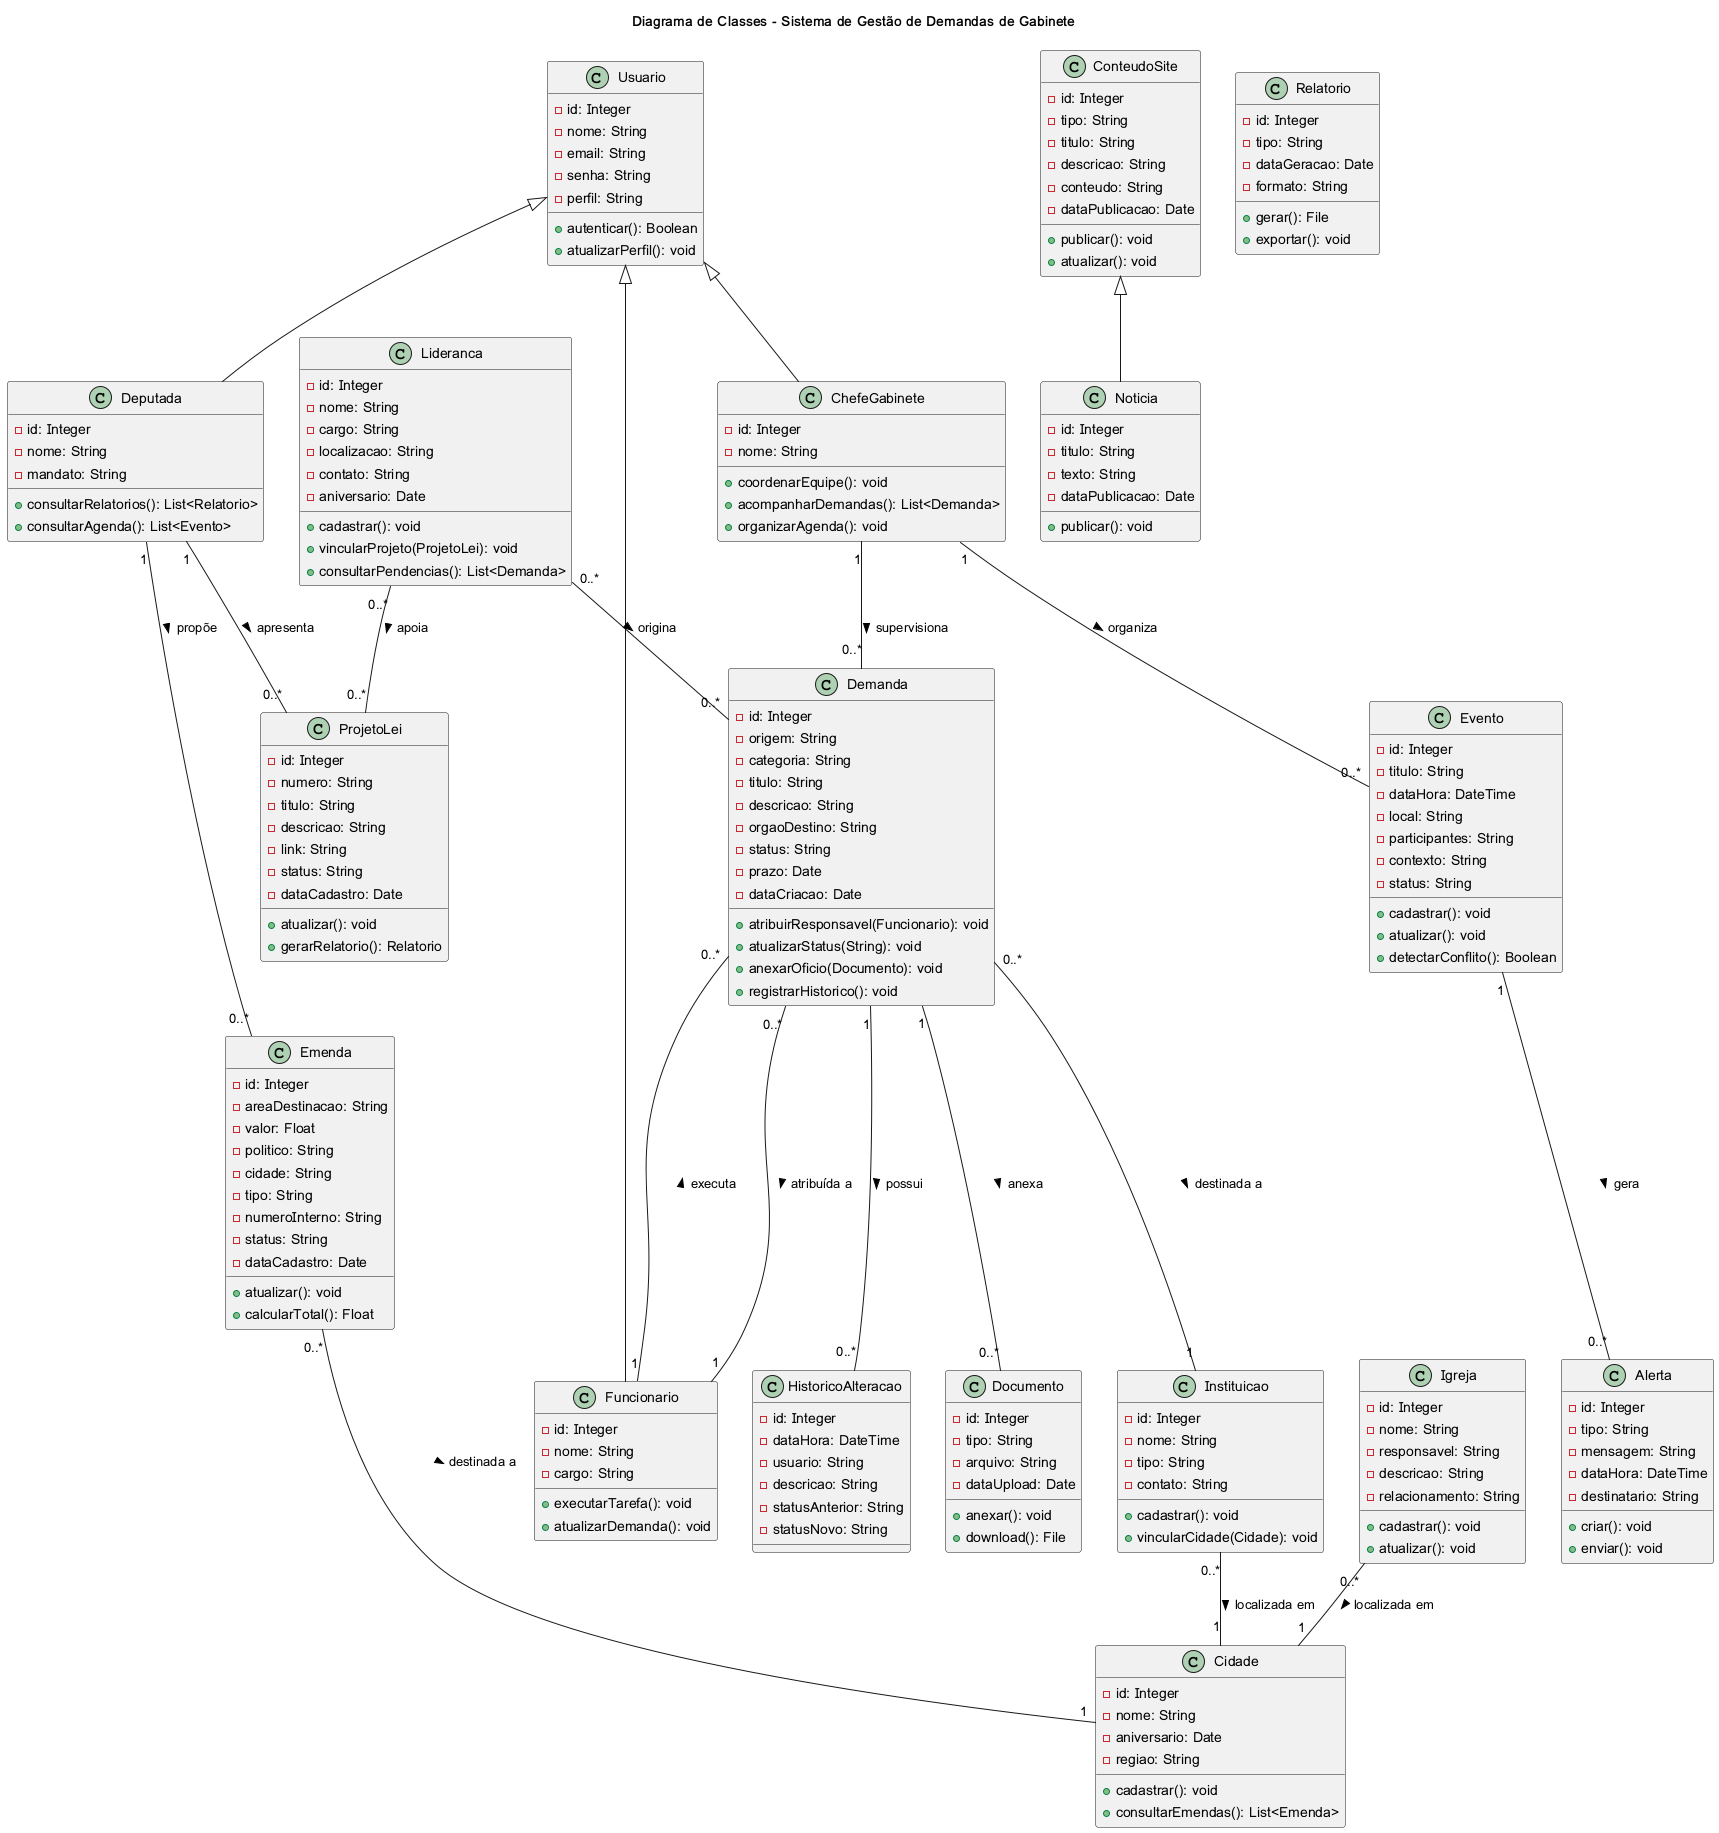 Diagrama de Classes - Sistema de Gestão de Demandas de Gabinete
Usuario
id: Integer
nome: String
email: String
senha: String
perfil: String
autenticar(): Boolean
atualizarPerfil(): void
ConteudoSite
id: Integer
tipo: String
titulo: String
descricao: String
conteudo: String
dataPublicacao: Date
publicar(): void
atualizar(): void
Relatorio
id: Integer
tipo: String
dataGeracao: Date
formato: String
gerar(): File
exportar(): void
Deputada
id: Integer
nome: String
mandato: String
consultarRelatorios(): List<Relatorio>
consultarAgenda(): List<Evento>
Lideranca
id: Integer
nome: String
cargo: String
localizacao: String
contato: String
aniversario: Date
cadastrar(): void
vincularProjeto(ProjetoLei): void
consultarPendencias(): List<Demanda>
ChefeGabinete
id: Integer
nome: String
coordenarEquipe(): void
acompanharDemandas(): List<Demanda>
organizarAgenda(): void
Noticia
id: Integer
titulo: String
texto: String
dataPublicacao: Date
publicar(): void
1
1
0..*
0..*
1
1
propõe
apresenta
apoia
origina
supervisiona
organiza
0..*
0..*
0..*
0..*
0..*
ProjetoLei
id: Integer
numero: String
titulo: String
descricao: String
link: String
status: String
dataCadastro: Date
atualizar(): void
gerarRelatorio(): Relatorio
Demanda
id: Integer
origem: String
categoria: String
titulo: String
descricao: String
orgaoDestino: String
status: String
prazo: Date
dataCriacao: Date
atribuirResponsavel(Funcionario): void
atualizarStatus(String): void
anexarOficio(Documento): void
registrarHistorico(): void
Evento
id: Integer
titulo: String
dataHora: DateTime
local: String
participantes: String
contexto: String
status: String
cadastrar(): void
atualizar(): void
detectarConflito(): Boolean
0..*
0..*
0..*
1
1
0..*
1
Emenda
id: Integer
areaDestinacao: String
valor: Float
politico: String
cidade: String
tipo: String
numeroInterno: String
status: String
dataCadastro: Date
atualizar(): void
calcularTotal(): Float
executa
atribuída a
possui
anexa
destinada a
gera
0..*
1
1
0..*
0..*
1
0..*
destinada a
Funcionario
id: Integer
nome: String
cargo: String
executarTarefa(): void
atualizarDemanda(): void
HistoricoAlteracao
id: Integer
dataHora: DateTime
usuario: String
descricao: String
statusAnterior: String
statusNovo: String
Documento
id: Integer
tipo: String
arquivo: String
dataUpload: Date
anexar(): void
download(): File
Instituicao
id: Integer
nome: String
tipo: String
contato: String
cadastrar(): void
vincularCidade(Cidade): void
Igreja
id: Integer
nome: String
responsavel: String
descricao: String
relacionamento: String
cadastrar(): void
atualizar(): void
Alerta
id: Integer
tipo: String
mensagem: String
dataHora: DateTime
destinatario: String
criar(): void
enviar(): void
0..*
0..*
localizada em
localizada em
1
1
1
Cidade
id: Integer
nome: String
aniversario: Date
regiao: String
cadastrar(): void
consultarEmendas(): List<Emenda>